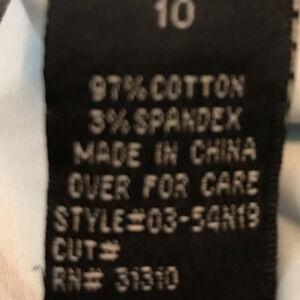 10
97% COTTON
3% SPANDEX
MADE IN CHINA
OVER FOR CARE
STYLE#03-54N19
CUT#
RN# 31310